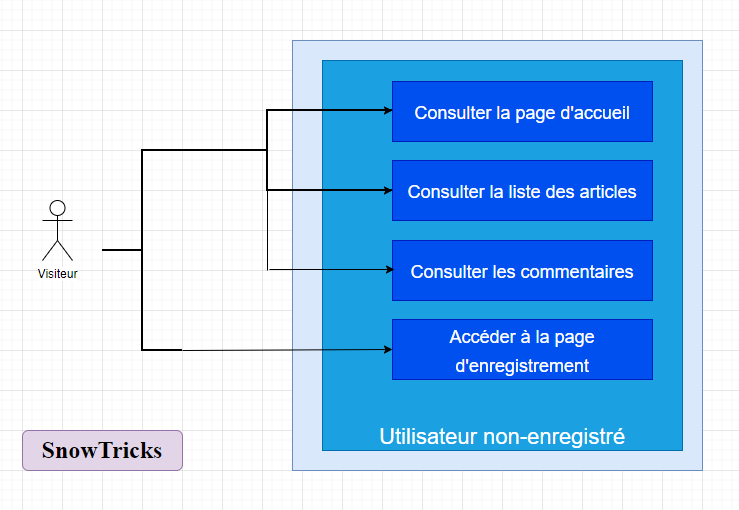 Consulter la page d'accueil
Consulter la liste des articles
Visiteur
Consulter les commentaires
Accéder à la page
d'enregistrement
Utilisateur non-enregistré
SnowTricks